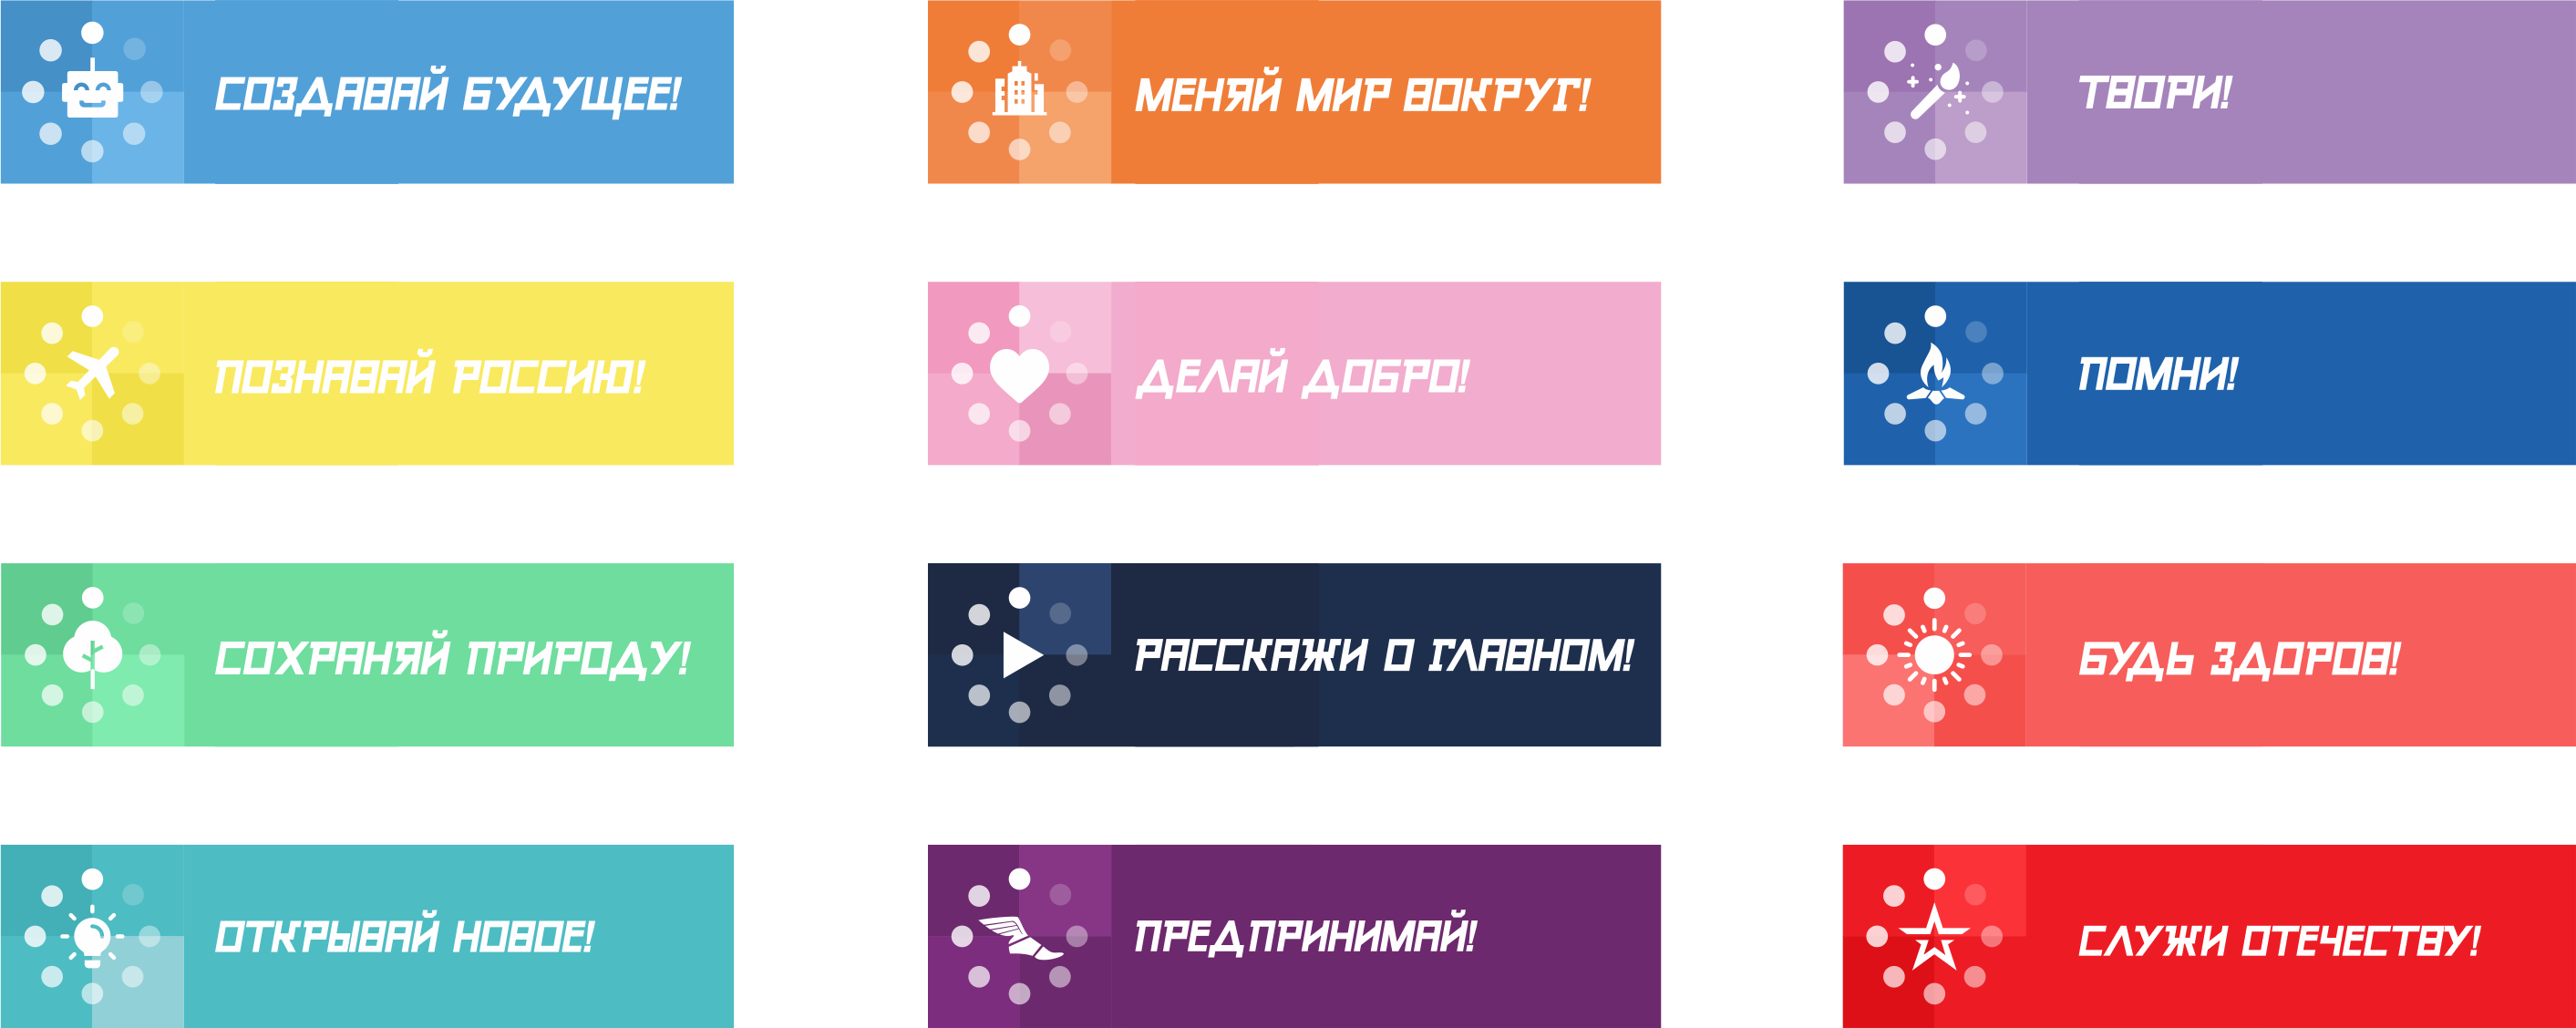 СОЗДАВАЙ БУДУЩЕЕ!
МЕНЯЙ МИР ВОКРУГ!
ТВОРИ!
ПОЗНАВАЙ РОССИЮ!
ДЕЛАЙ ДОБРО!
ПОМНИ!
СОХРАНЯЙ ПРИРОДУ!
РАССКАЖИ О ГЛАВНОМ!
БУДЬ ЗДОРОВ!
ОТКРЫВАЙ НОВОЕ!
ПРЕДПРИНИМАЙ!
СЛУЖИ ОТЕЧЕСТВУ!